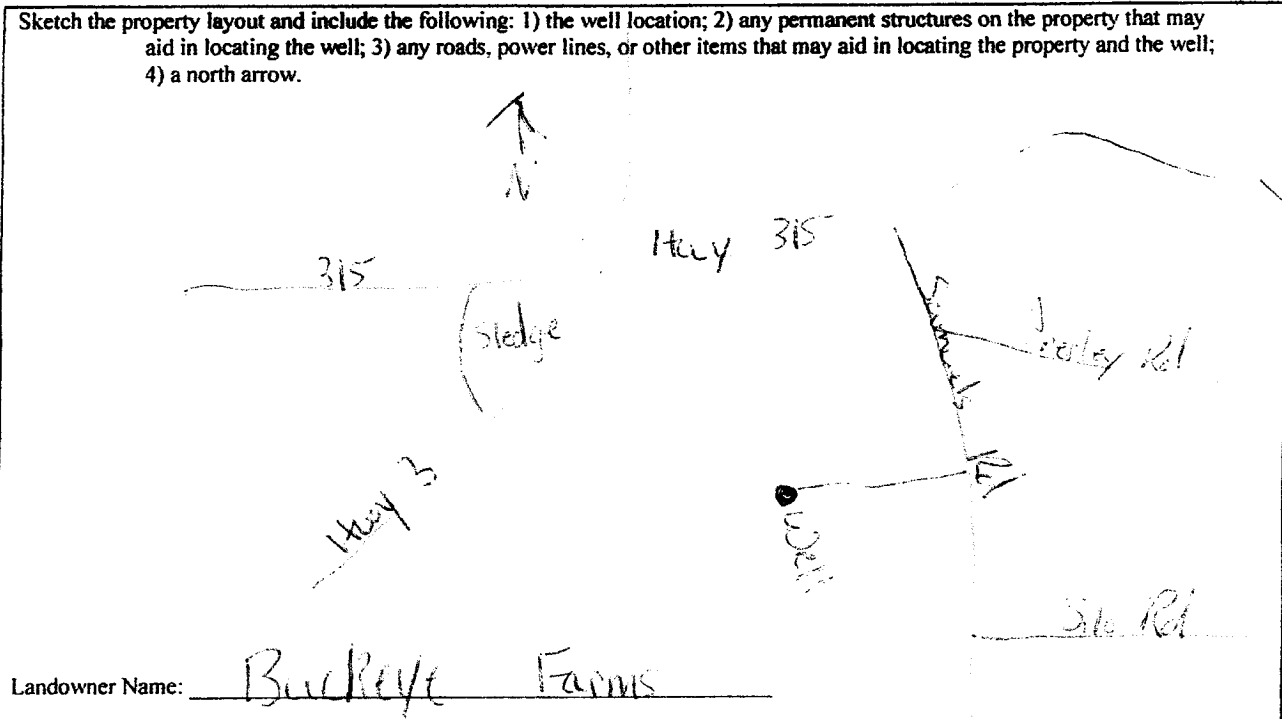 Sketch the property layout and include the following: 1) the well location; 2) any permanent structures on the property that may
aid in locating the well; 3) any roads, power lines, or other items that may aid in locating the property and the well;
4) a north arrow.
N
Hwy 315
315
Sledge
Rd
Hwy 3
Rd
Well
Silo Rd
Landowner Name: Buckeye Farms